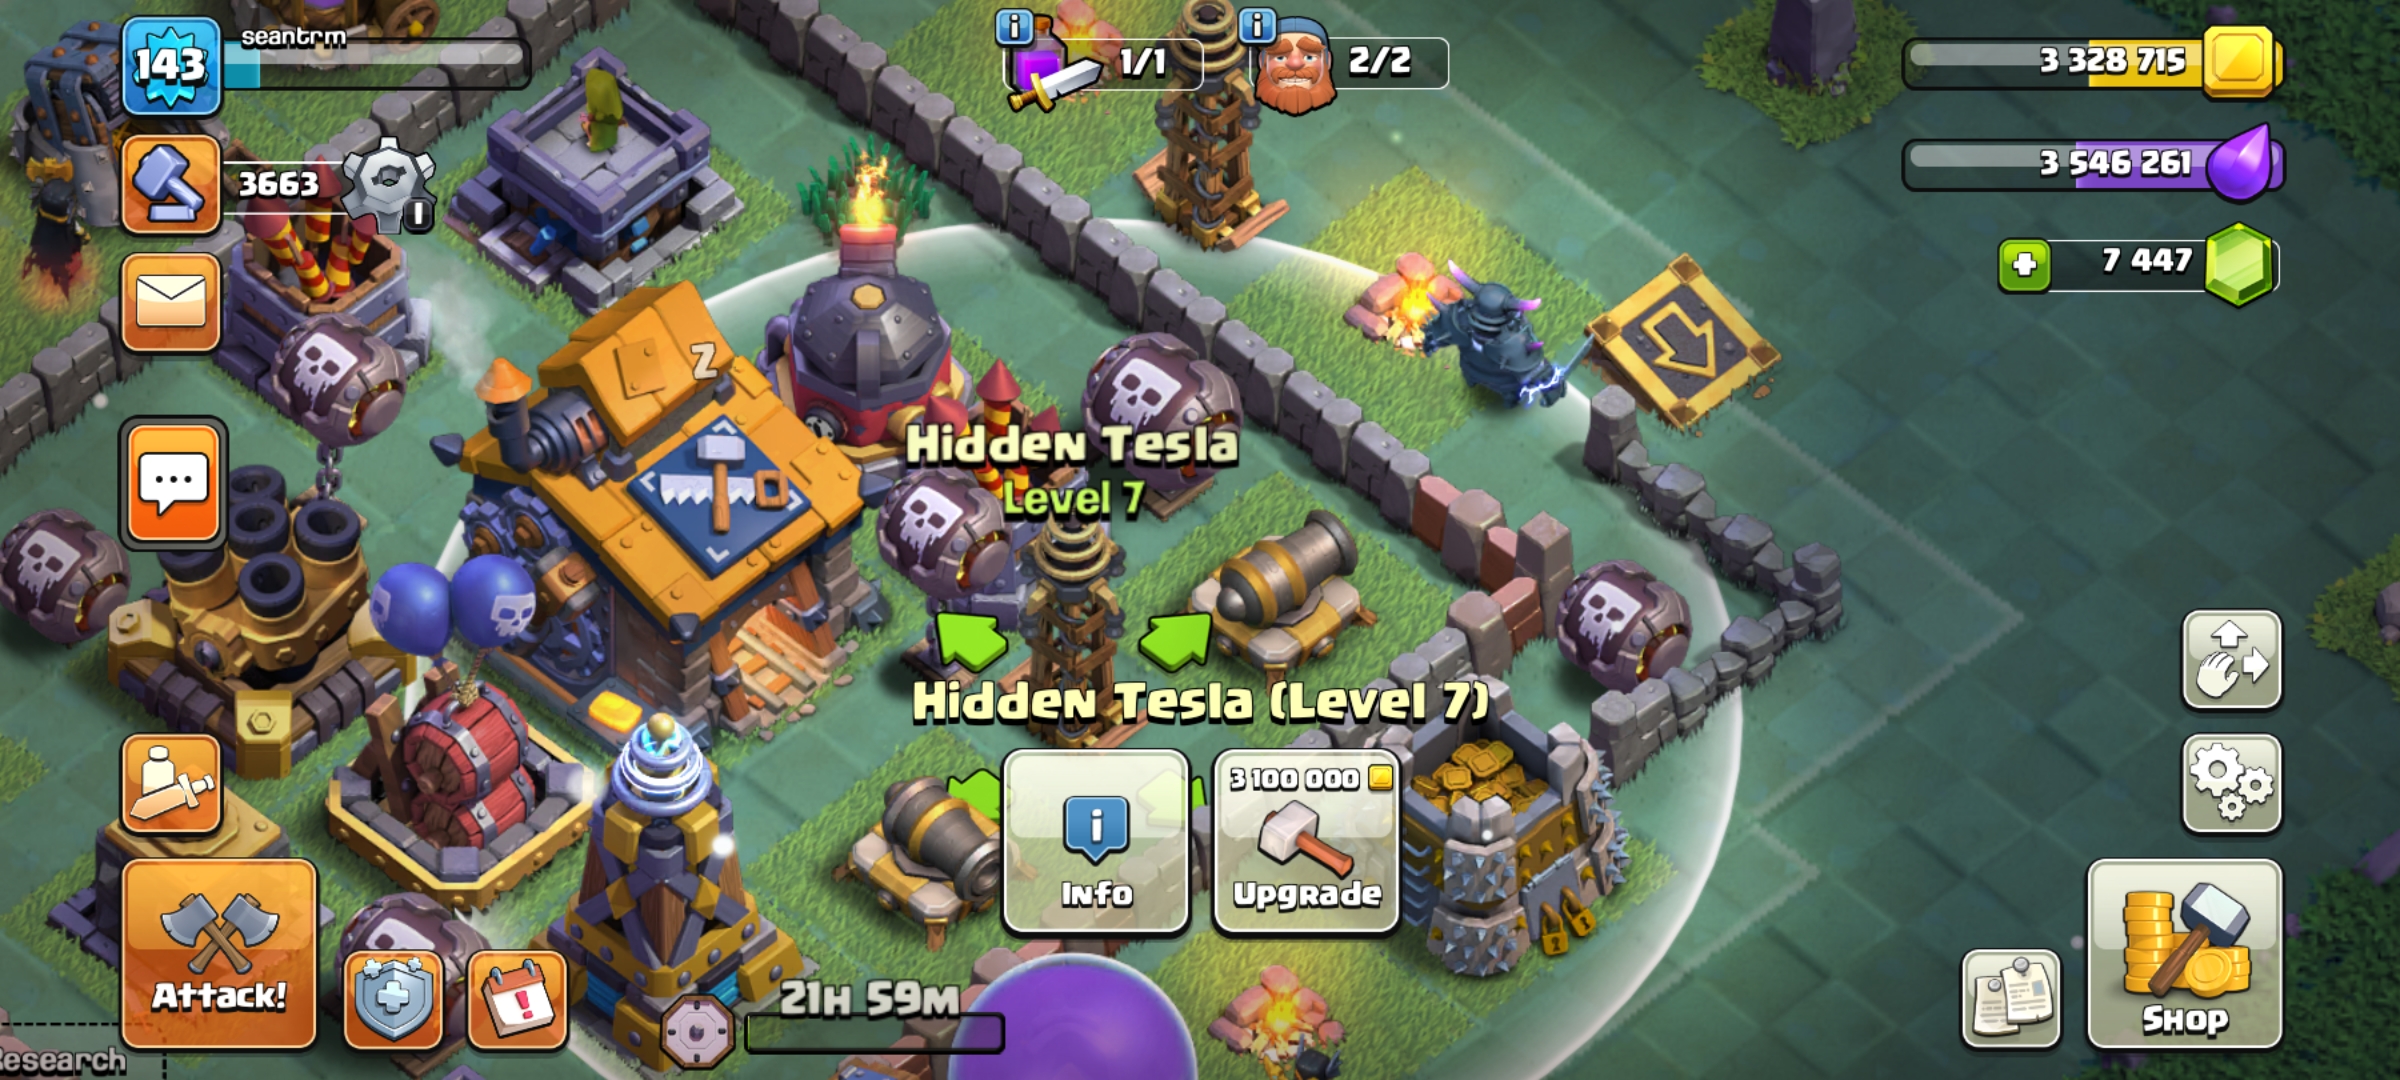 seantrm
143
1/1
2/2
3 328 715
3663
I
3 546 261
7 447
z
Hidden Tesla
Level 7
Hidden Tesla (Level 7)
3 100 000
Info
Upgrade
Attack!
21H 59M
Shop
Research